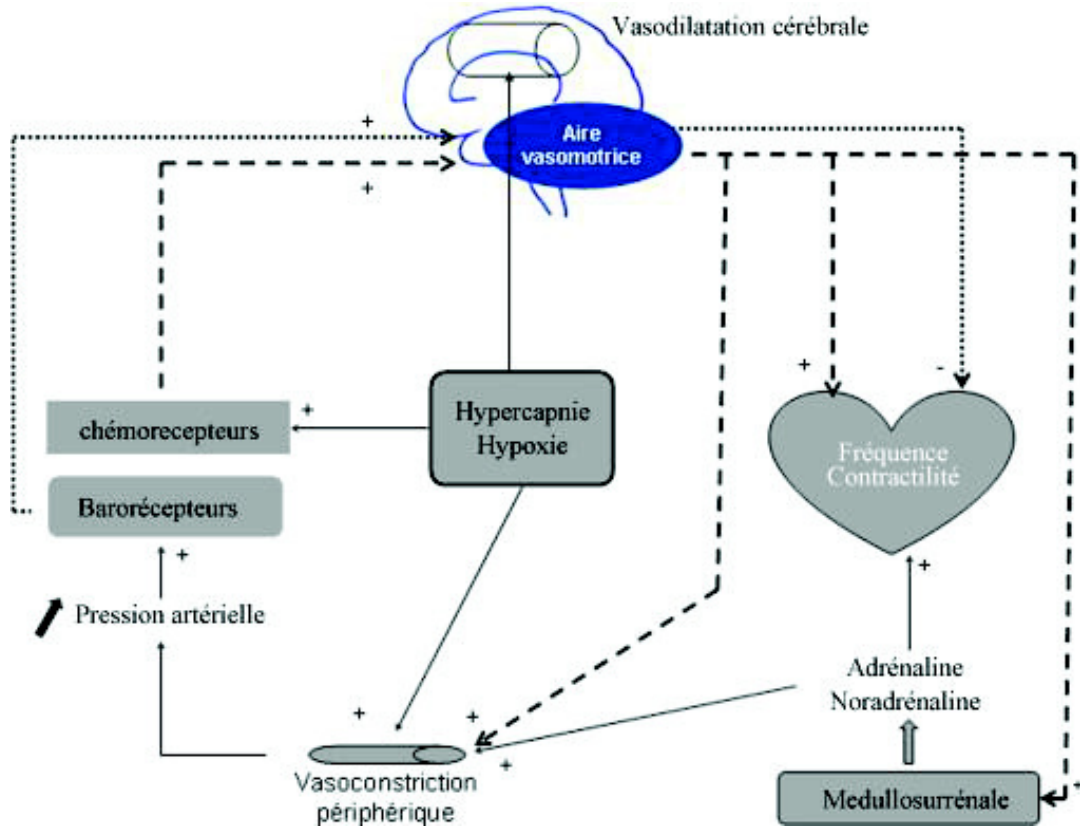 Vasodilatation cérébrale
+
Aire
vasomotrice
+
Hypercapnie
Hypoxie
+
-
+
chémorecepteurs
Fréquence
Contractilité
Barorécepteurs
+
+
Pression artérielle
Adrénaline
Noradrénaline
+
+
+
Vasoconstriction
périphérique
Medullosurrénale
+